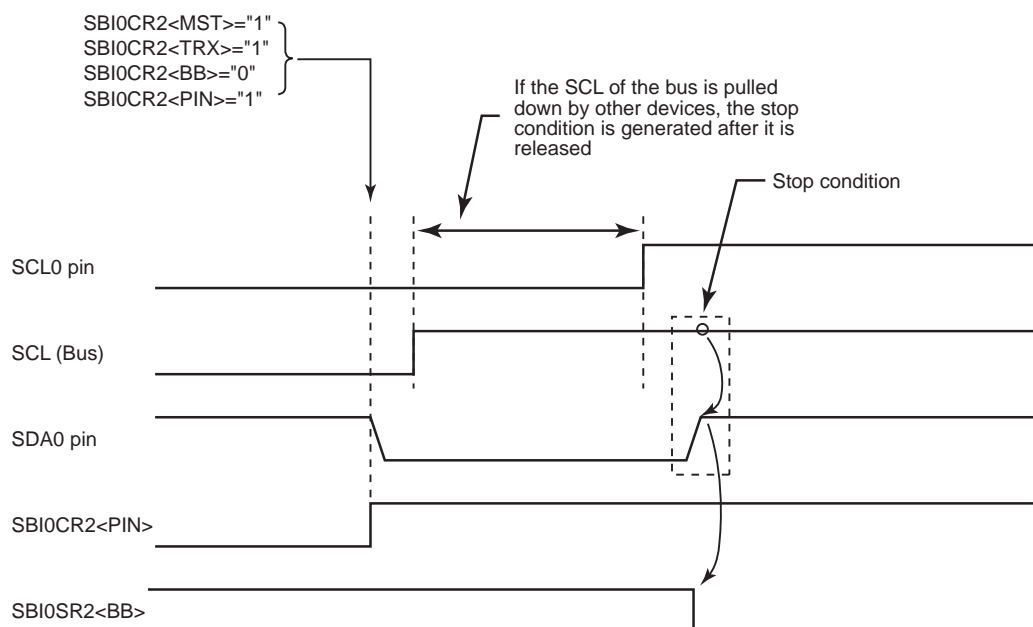 SBI0CR2<MST>="1"
SBI0CR2<TRX>="1"
SBI0CR2<BB>="0"
SBI0CR2<PIN>="1"
If the SCL of the bus is pulled
down by other devices, the stop
condition is generated after it is
released
Stop condition
SCL0 pin
SCL (Bus)
SDA0 pin
SBI0CR2<PIN>
SBI0SR2<BB>